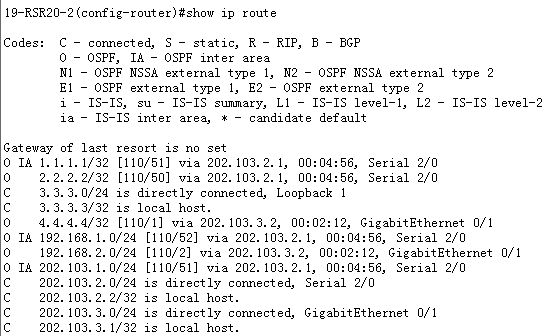 19-RSR20-2(config-router)#show ip route
Codes: C - connected, S - static, R - RIP, B - BGP
O - OSPF, IA - OSPF inter area
N1 - OSPF NSSA external type 1, N2 - OSPF NSSA external type 2
E1 - OSPF external type 1, E2 - OSPF external type 2
i - IS-IS, su - IS-IS summary, L1 - IS-IS level-1, L2 - IS-IS level-2
ia - IS-IS inter area, * - candidate default
Gateway of last resort is no set
O IA 1.1.1.1/32 [110/51] via 202.103.2.1, 00:04:56, Serial 2/0
O 2.2.2.2/32 [110/50] via 202.103.2.1, 00:04:56, Serial 2/0
C 3.3.3.0/24 is directly connected, Loopback 1
C 3.3.3.3/32 is local host.
O 4.4.4.4/32 [110/1] via 202.103.3.2, 00:02:12, GigabitEthernet 0/1
O IA 192.168.1.0/24 [110/52] via 202.103.2.1, 00:04:56, Serial 2/0
O 192.168.2.0/24 [110/2] via 202.103.3.2, 00:02:12, GigabitEthernet 0/1
O IA 202.103.1.0/24 [110/51] via 202.103.2.1, 00:04:56, Serial 2/0
C 202.103.2.0/24 is directly connected, Serial 2/0
C 202.103.2.2/32 is local host.
C 202.103.3.0/24 is directly connected, GigabitEthernet 0/1
C 202.103.3.1/32 is local host.